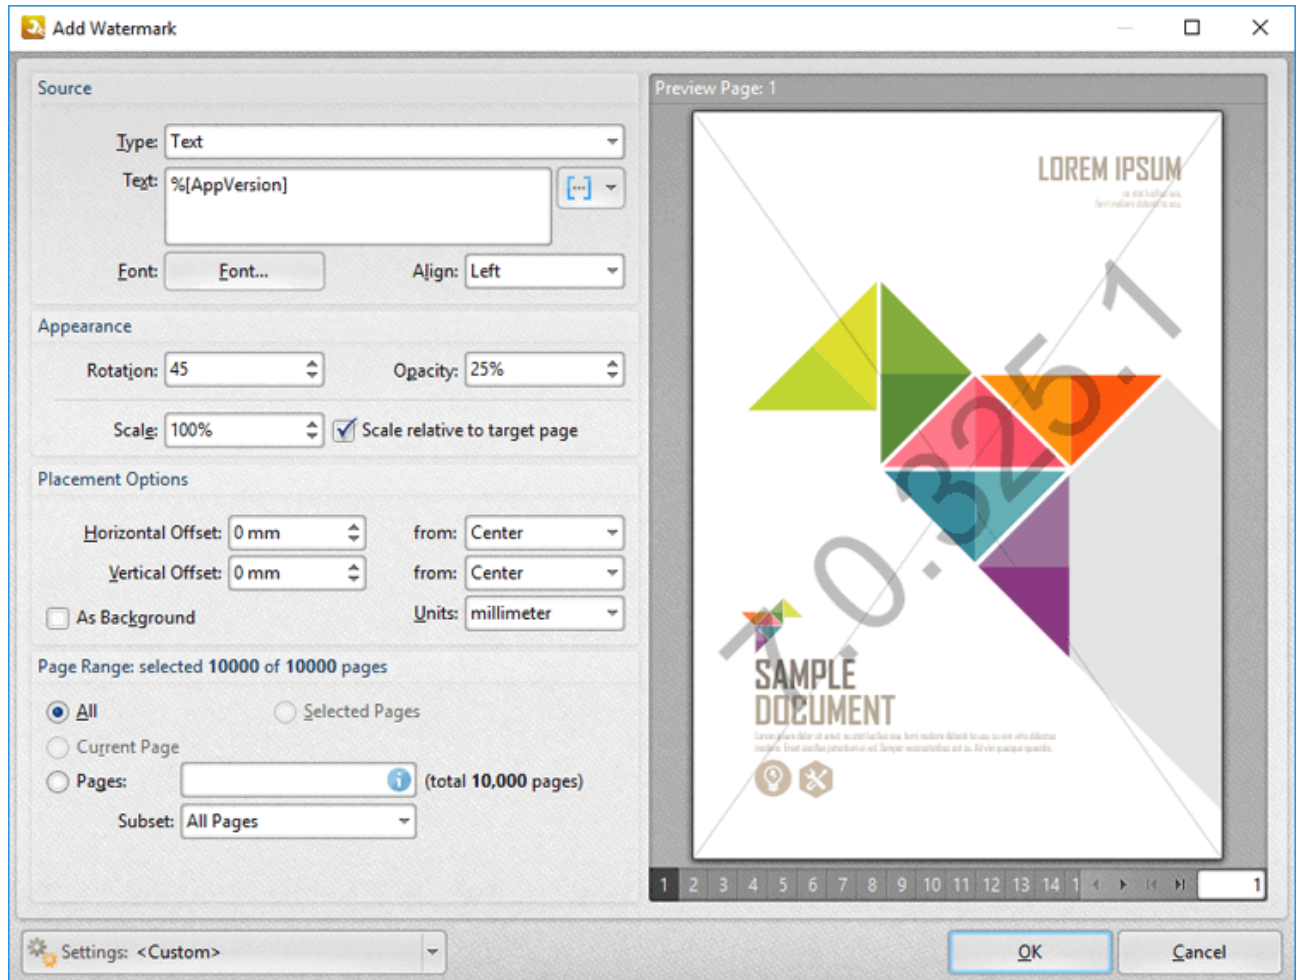 Add Watermark
Source
Type: Text
Text: %[AppVersion]
Font: Font... Align: Left
Appearance
Rotation: 45 Opacity: 25%
Scale: 100% Scale relative to target page
Placement Options
Horizontal Offset: 0 mm from: Center
Vertical Offset: 0 mm from: Center
As Background Units: millimeter
Page Range: selected 10000 of 10000 pages
All Selected Pages
Current Page
Pages: (total 10,000 pages)
Subset: All Pages
Settings: <Custom>
Preview Page: 1
LOREM IPSUM
7.0.325.1
SAMPLE
DOCUMENT
1 2 3 4 5 6 7 8 9 10 11 12 13 14 1 1
OK Cancel